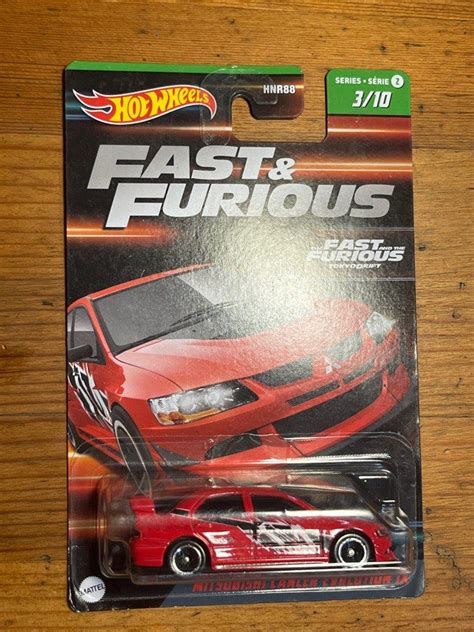 HOT WHEELS
HNR88
SERIES • SÉRIE 2
3/10
FAST &
FURIOUS
THE FAST AND THE
FURIOUS
TOKYO DRIFT
MATTEL
MITSUBISHI LANCER EVOLUTION IX